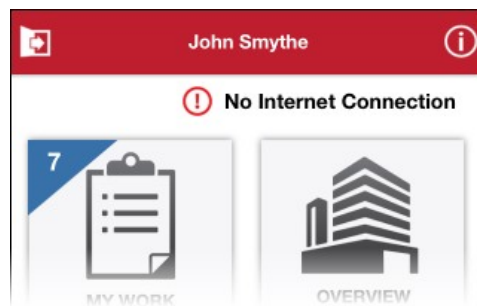 John Smythe
No Internet Connection
7
MY WORK
OVERVIEW